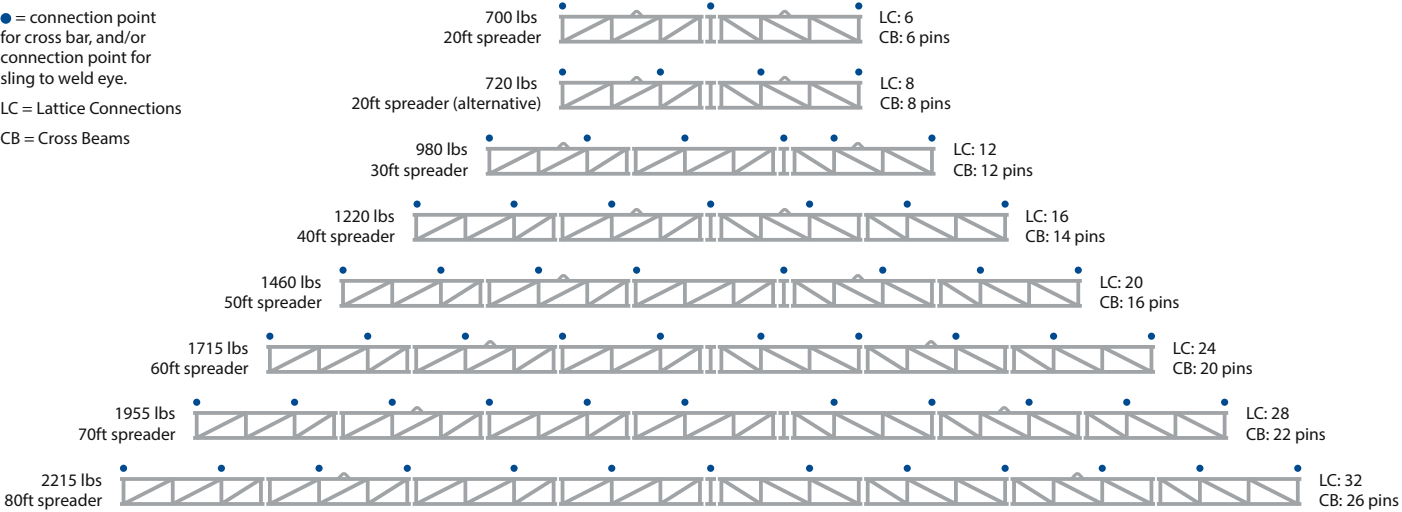 = connection point
for cross bar, and/or
connection point for
sling to weld eye.
LC = Lattice Connections
CB = Cross Beams
700 lbs
20ft spreader
LC: 6
CB: 6 pins
720 lbs
20ft spreader (alternative)
LC: 8
CB: 8 pins
980 lbs
30ft spreader
LC: 12
CB: 12 pins
1220 lbs
40ft spreader
LC: 16
CB: 14 pins
1460 lbs
50ft spreader
LC: 20
CB: 16 pins
1715 lbs
60ft spreader
LC: 24
CB: 20 pins
1955 lbs
70ft spreader
LC: 28
CB: 22 pins
2215 lbs
80ft spreader
LC: 32
CB: 26 pins